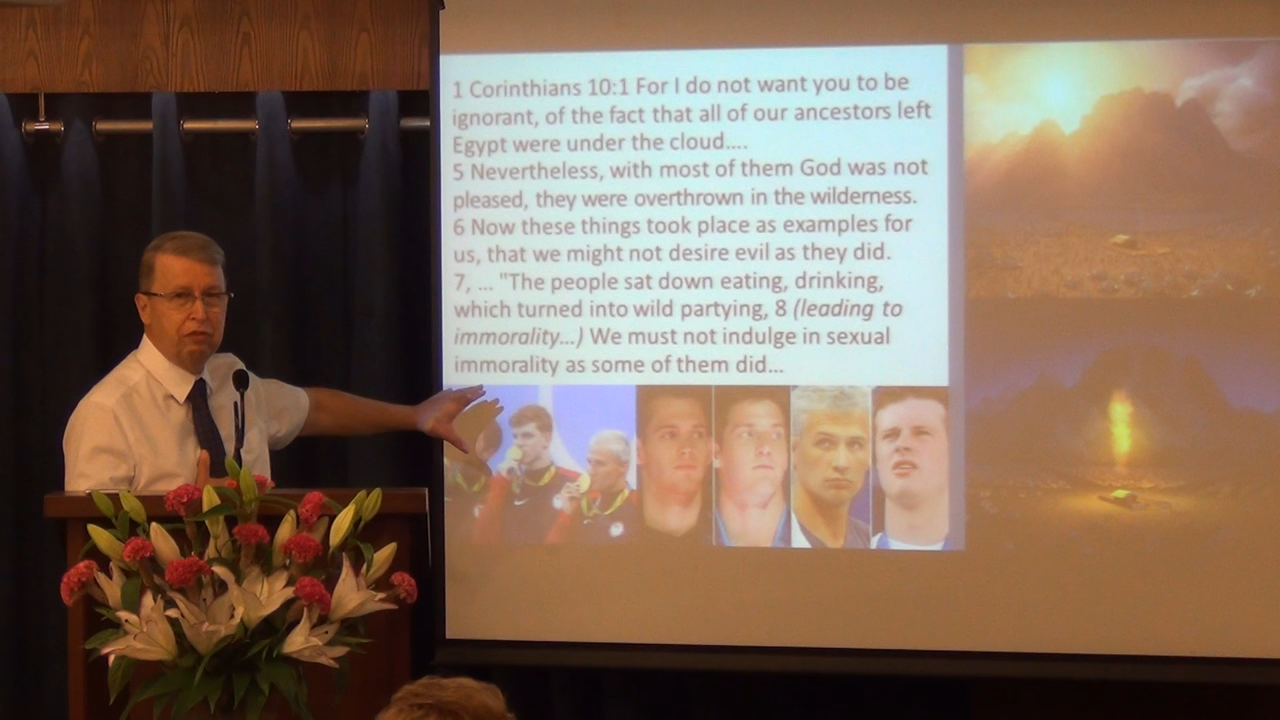 1 Corinthians 10:1 For I do not want you to be
ignorant, of the fact that all of our ancestors left
Egypt were under the cloud....
5 Nevertheless, with most of them God was not
pleased, they were overthrown in the wilderness.
6 Now these things took place as examples for
us, that we might not desire evil as they did.
7, ... "The people sat down eating, drinking,
which turned into wild partying, 8 (leading to
immorality...) We must not indulge in sexual
immorality as some of them did...